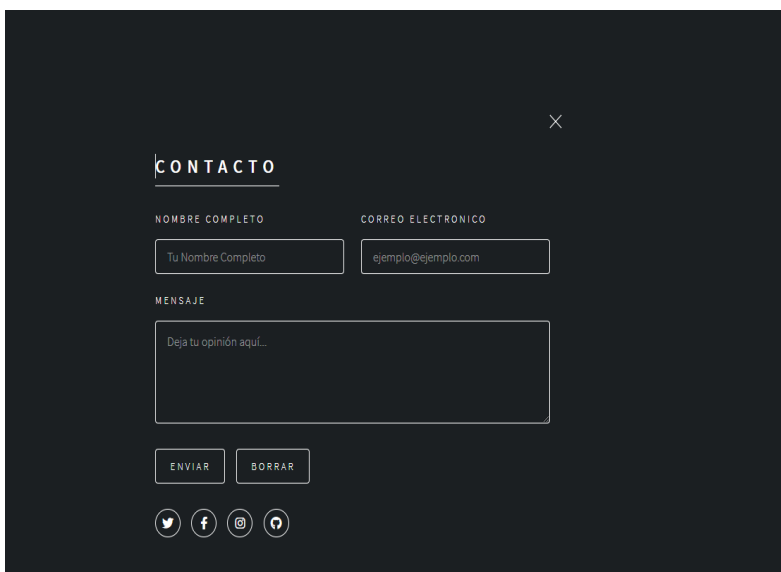 CONTACTO
NOMBRE COMPLETO CORREO ELECTRONICO
Tu Nombre Completo ejemplo@ejemplo.com
MENSAJE
Deja tu opinión aquí...
ENVIAR BORRAR